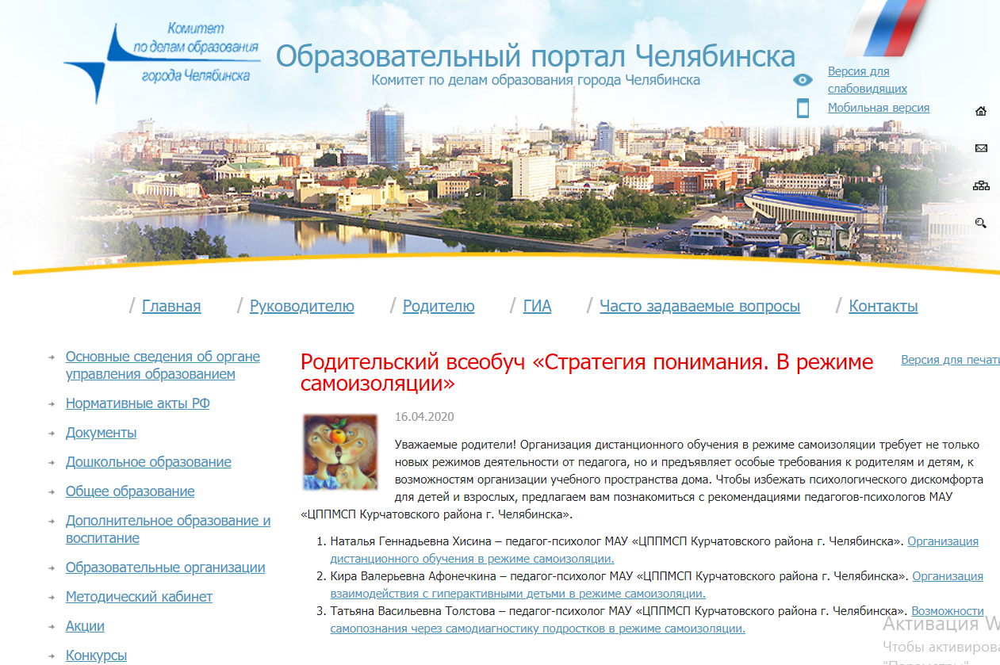 Комитет
по делам образования
города Челябинска
Образовательный портал Челябинска
Комитет по делам образования города Челябинска
Версия для
слабовидящих
Мобильная версия
/ Главная / Руководителю / Родителю / ГИА / Часто задаваемые вопросы / Контакты
Основные сведения об органе
управления образованием
Нормативные акты РФ
Документы
Дошкольное образование
Общее образование
Дополнительное образование и
воспитание
Образовательные организации
Методический кабинет
Акции
Конкурсы
Родительский всеобуч «Стратегия понимания. В режиме
самоизоляции»
Версия для печати
16.04.2020
Уважаемые родители! Организация дистанционного обучения в режиме самоизоляции требует не только
новых режимов деятельности от педагога, но и предъявляет особые требования к родителям и детям, к
возможностям организации учебного пространства дома. Чтобы избежать психологического дискомфорта
для детей и взрослых, предлагаем вам познакомиться с рекомендациями педагогов-психологов МАУ
«ЦППМСП Курчатовского района г. Челябинска».
1. Наталья Геннадьевна Хисина – педагог-психолог МАУ «ЦППМСП Курчатовского района г. Челябинска». Организация
дистанционного обучения в режиме самоизоляции.
2. Кира Валерьевна Афонечкина – педагог-психолог МАУ «ЦППМСП Курчатовского района г. Челябинска». Организация
взаимодействия с гиперактивными детьми в режиме самоизоляции.
3. Татьяна Васильевна Толстова – педагог-психолог МАУ «ЦППМСП Курчатовского района г. Челябинска». Возможности
самопознания через самодиагностику подростков в режиме самоизоляции.
Активация W
Чтобы активирова